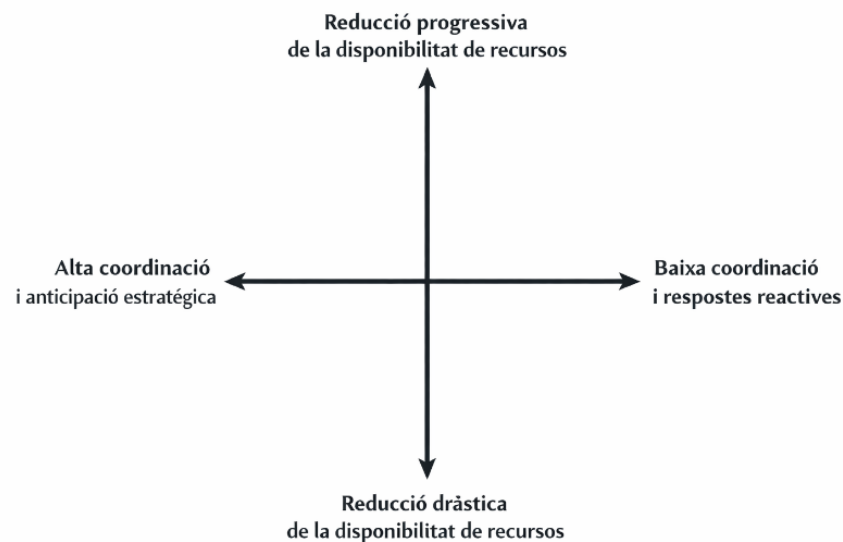 Reducció progressiva
de la disponibilitat de recursos
Alta coordinació
i anticipació estratégica
Baixa coordinació
i respostes reactives
Reducció dràstica
de la disponibilitat de recursos